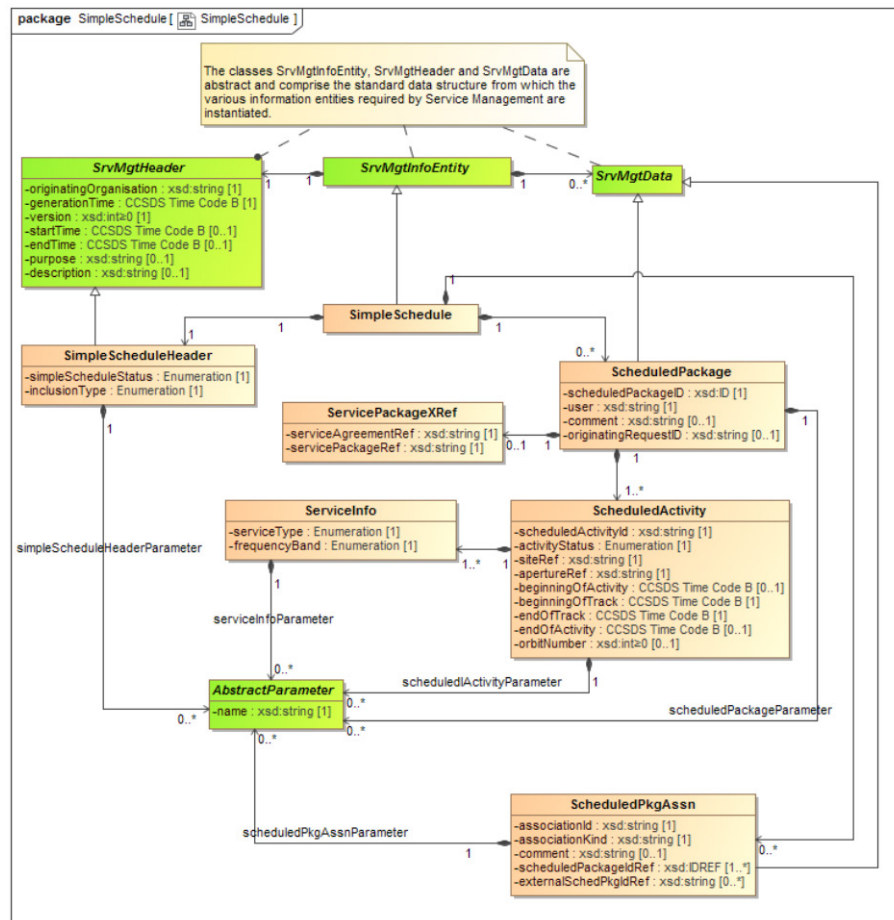 package SimpleSchedule [ SimpleSchedule ]
The classes SrvMgtInfoEntity, SrvMgtHeader and SrvMgtData are
abstract and comprise the standard data structure from which the
various information entities required by Service Management are
instantiated.
SrvMgtHeader
-originatingOrganisation : xsd:string [1]
-generationTime : CCSDS Time Code B [1]
-version : xsd:int≥0 [1]
-startTime : CCSDS Time Code B [0..1]
-endTime : CCSDS Time Code B [0..1]
-purpose : xsd:string [0..1]
-description : xsd:string [0..1]
1
1
SrvMgtInfoEntity
1
0..*
SrvMgtData
1
SimpleSchedule
1
1
1
0..*
SimpleScheduleHeader
-simpleScheduleStatus : Enumeration [1]
-inclusionType : Enumeration [1]
1
ScheduledPackage
-scheduledPackageID : xsd:ID [1]
-user : xsd:string [1]
-comment : xsd:string [0..1]
-originatingRequestID : xsd:string [0..1]
1
1
1
0..1
ServicePackageXRef
-serviceAgreementRef : xsd:string [1]
-servicePackageRef : xsd:string [1]
1..*
ServiceInfo
-serviceType : Enumeration [1]
-frequencyBand : Enumeration [1]
1..*
1
ScheduledActivity
-scheduledActivityId : xsd:string [1]
-activityStatus : Enumeration [1]
-siteRef : xsd:string [1]
-apertureRef : xsd:string [1]
-beginningOfActivity : CCSDS Time Code B [0..1]
-beginningOfTrack : CCSDS Time Code B [1]
-endOfTrack : CCSDS Time Code B [1]
-endOfActivity : CCSDS Time Code B [0..1]
-orbitNumber : xsd:int≥0 [0..1]
simpleScheduleHeaderParameter
1
serviceInfoParameter
0..*
1
scheduledlActivityParameter
0..*
AbstractParameter
-name : xsd:string [1]
0..*
0..*
0..*
scheduledPackageParameter
scheduledPkgAssnParameter
1
ScheduledPkgAssn
-associationId : xsd:string [1]
-associationKind : xsd:string [1]
-comment : xsd:string [0..1]
-scheduledPackageIdRef : xsd:IDREF [1..*]
-externalSchedPkgIdRef : xsd:string [0..*]
0..*